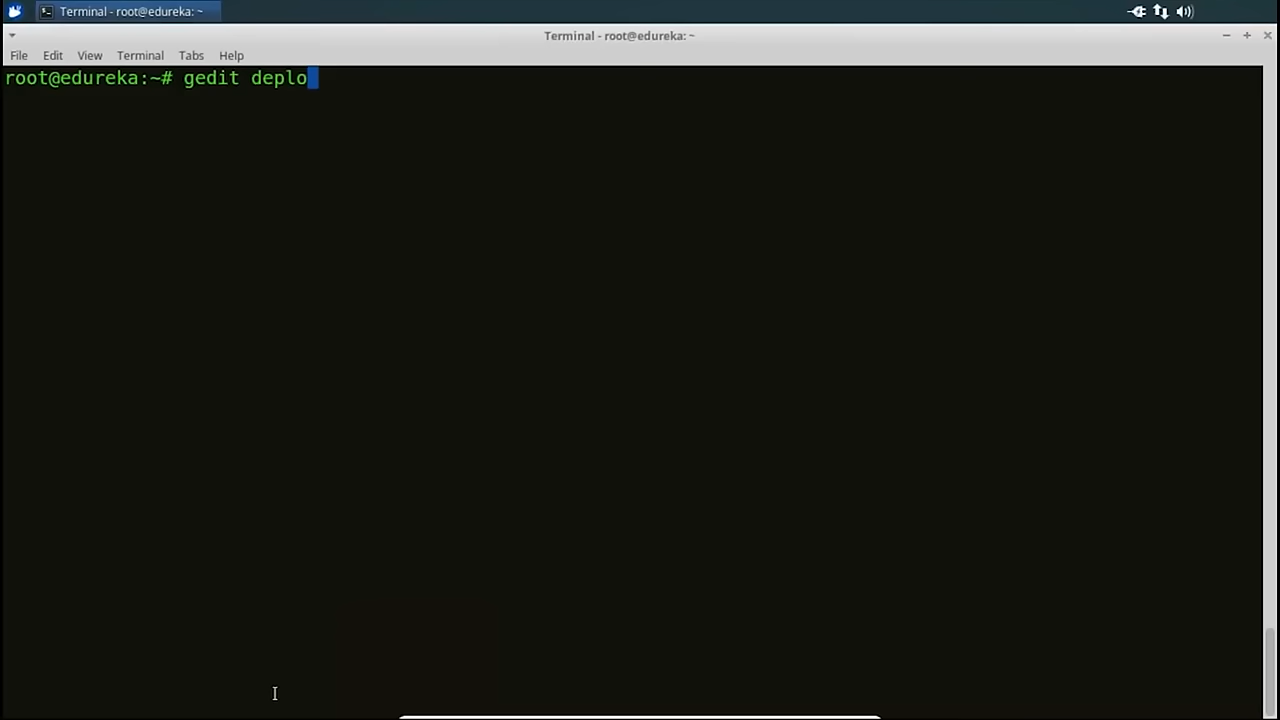 Terminal - root@edureka: ~
Terminal - root@edureka: ~
File Edit View Terminal Tabs Help
root@edureka:~# gedit deplo